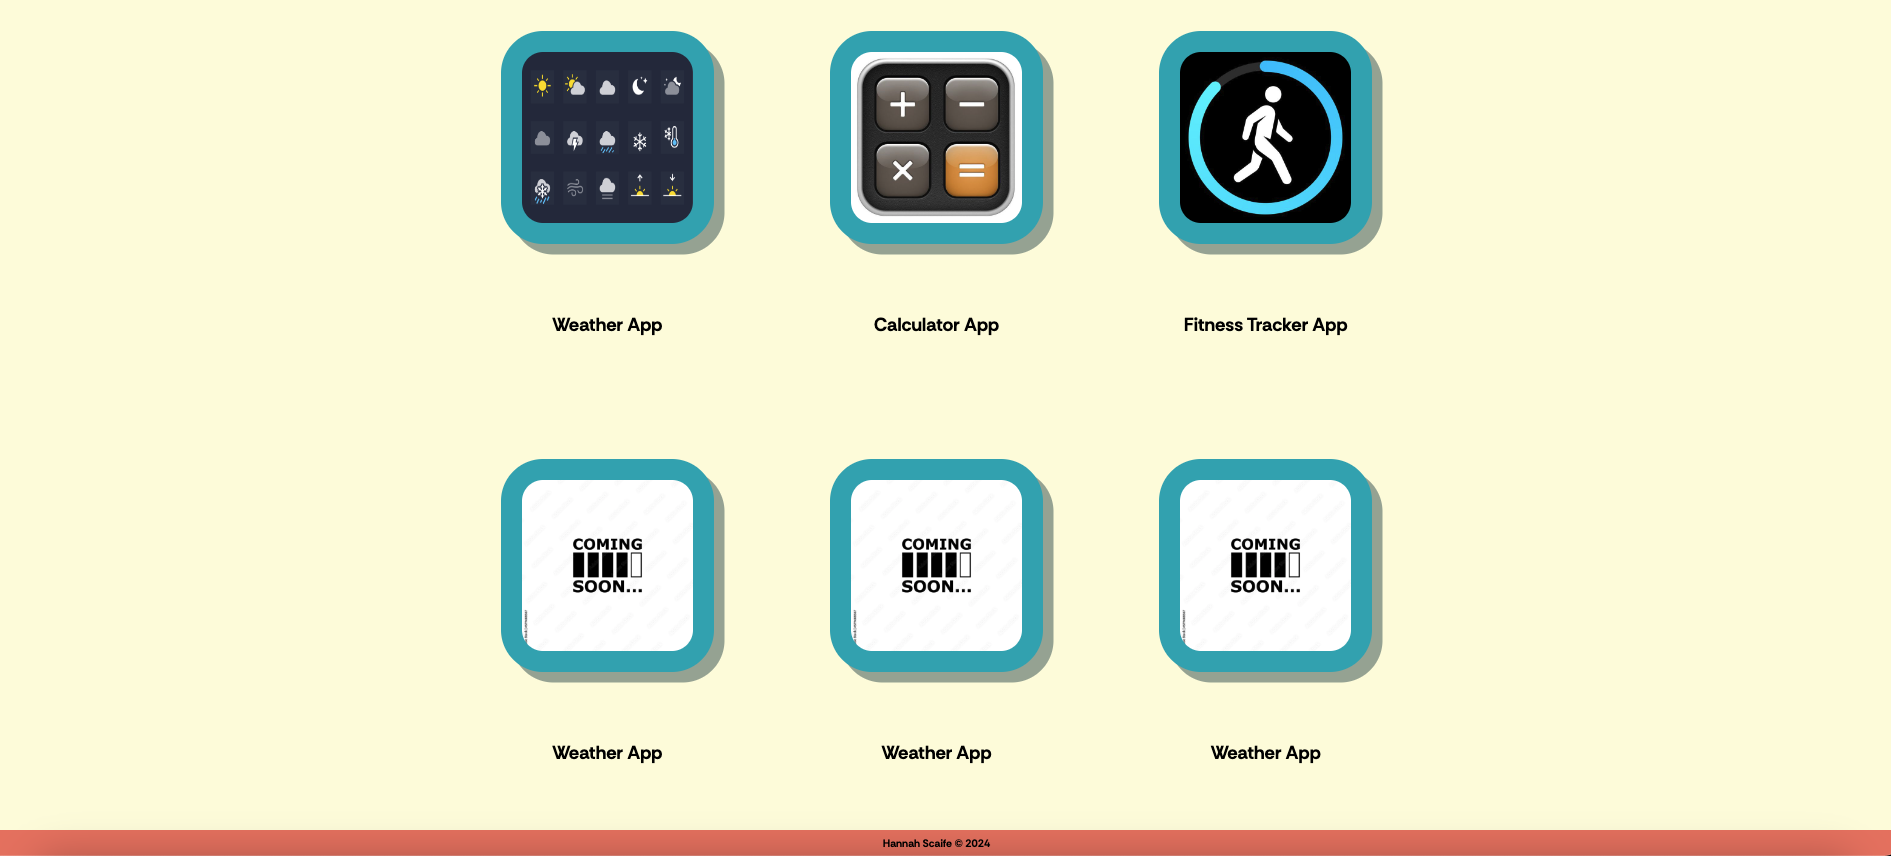 Weather App
Calculator App
Fitness Tracker App
COMING
SOON...
COMING
SOON...
COMING
SOON...
Weather App
Weather App
Weather App
Hannah Scaife © 2024